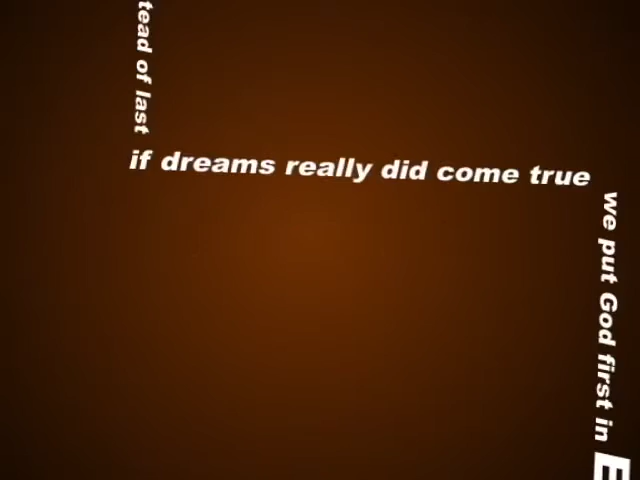 tead of last
if dreams really did come true
we put God first in
E